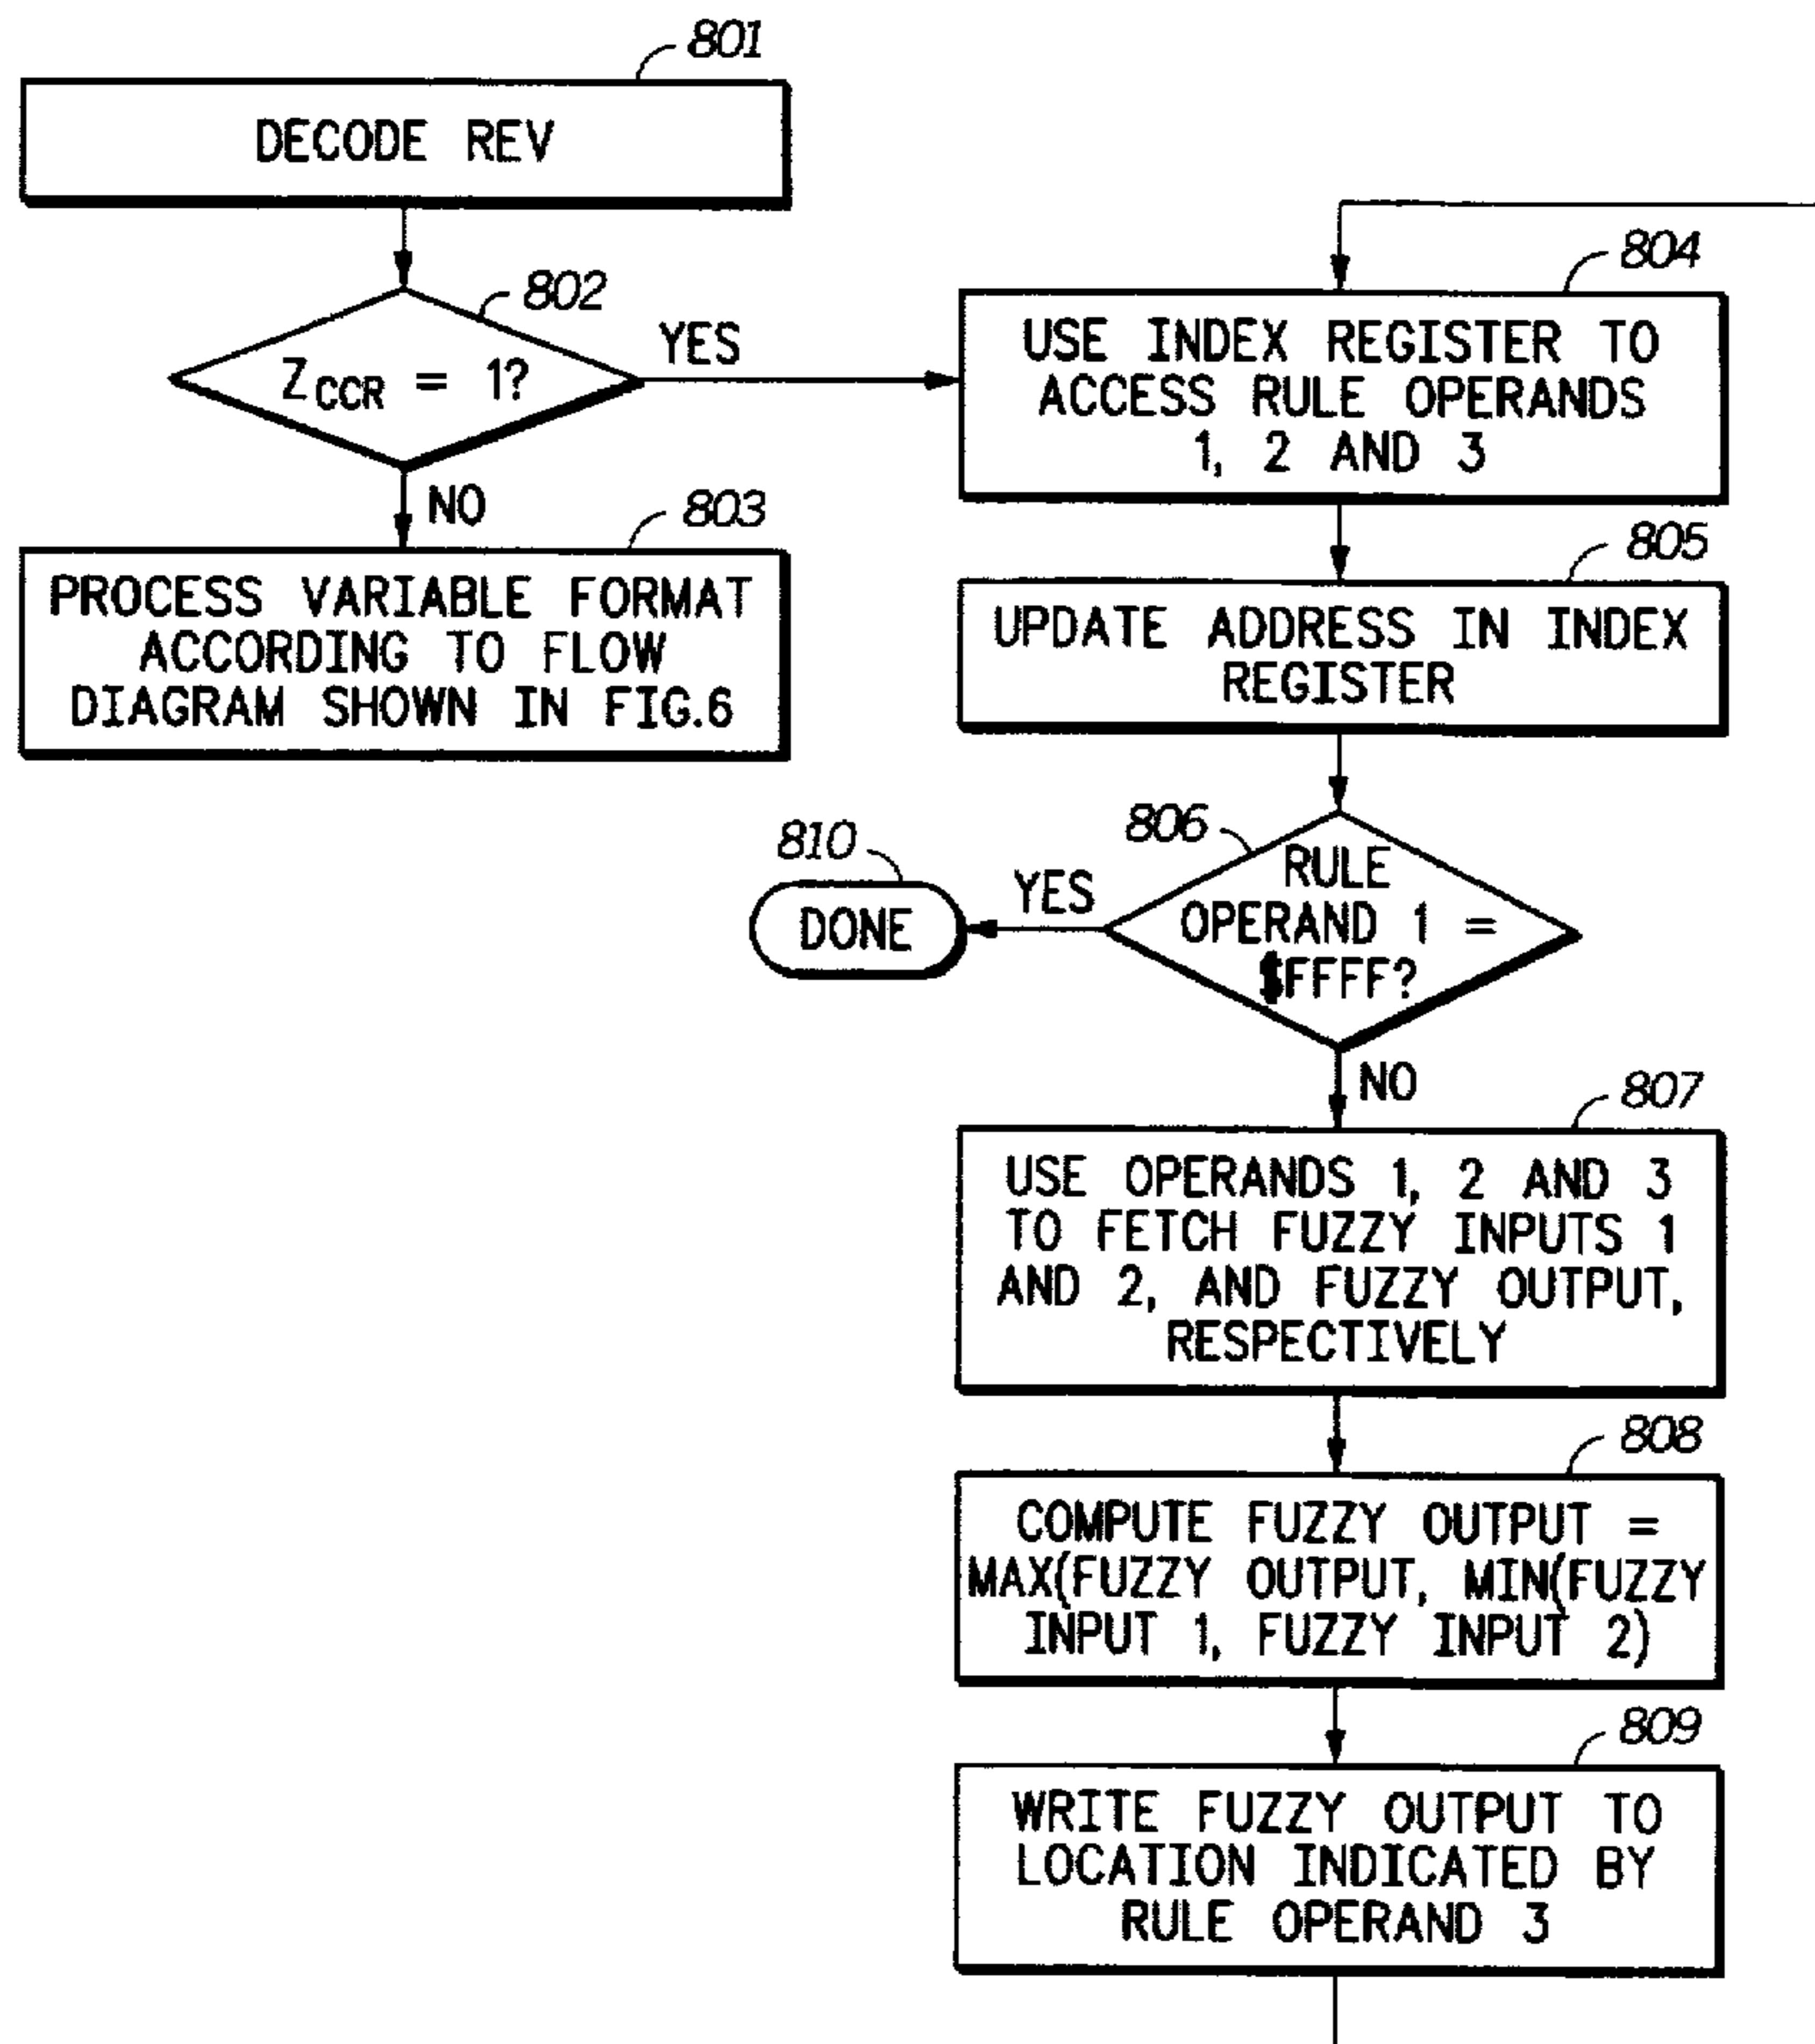 801
DECODE REV
802
Z CCR = 1?
YES
NO
803
PROCESS VARIABLE FORMAT
ACCORDING TO FLOW
DIAGRAM SHOWN IN FIG.6
804
USE INDEX REGISTER TO
ACCESS RULE OPERANDS
1, 2 AND 3
805
UPDATE ADDRESS IN INDEX
REGISTER
806
RULE
OPERAND 1 =
$FFFF?
YES
810
DONE
NO
807
USE OPERANDS 1, 2 AND 3
TO FETCH FUZZY INPUTS 1
AND 2, AND FUZZY OUTPUT,
RESPECTIVELY
808
COMPUTE FUZZY OUTPUT =
MAX(FUZZY OUTPUT, MIN(FUZZY
INPUT 1, FUZZY INPUT 2)
809
WRITE FUZZY OUTPUT TO
LOCATION INDICATED BY
RULE OPERAND 3